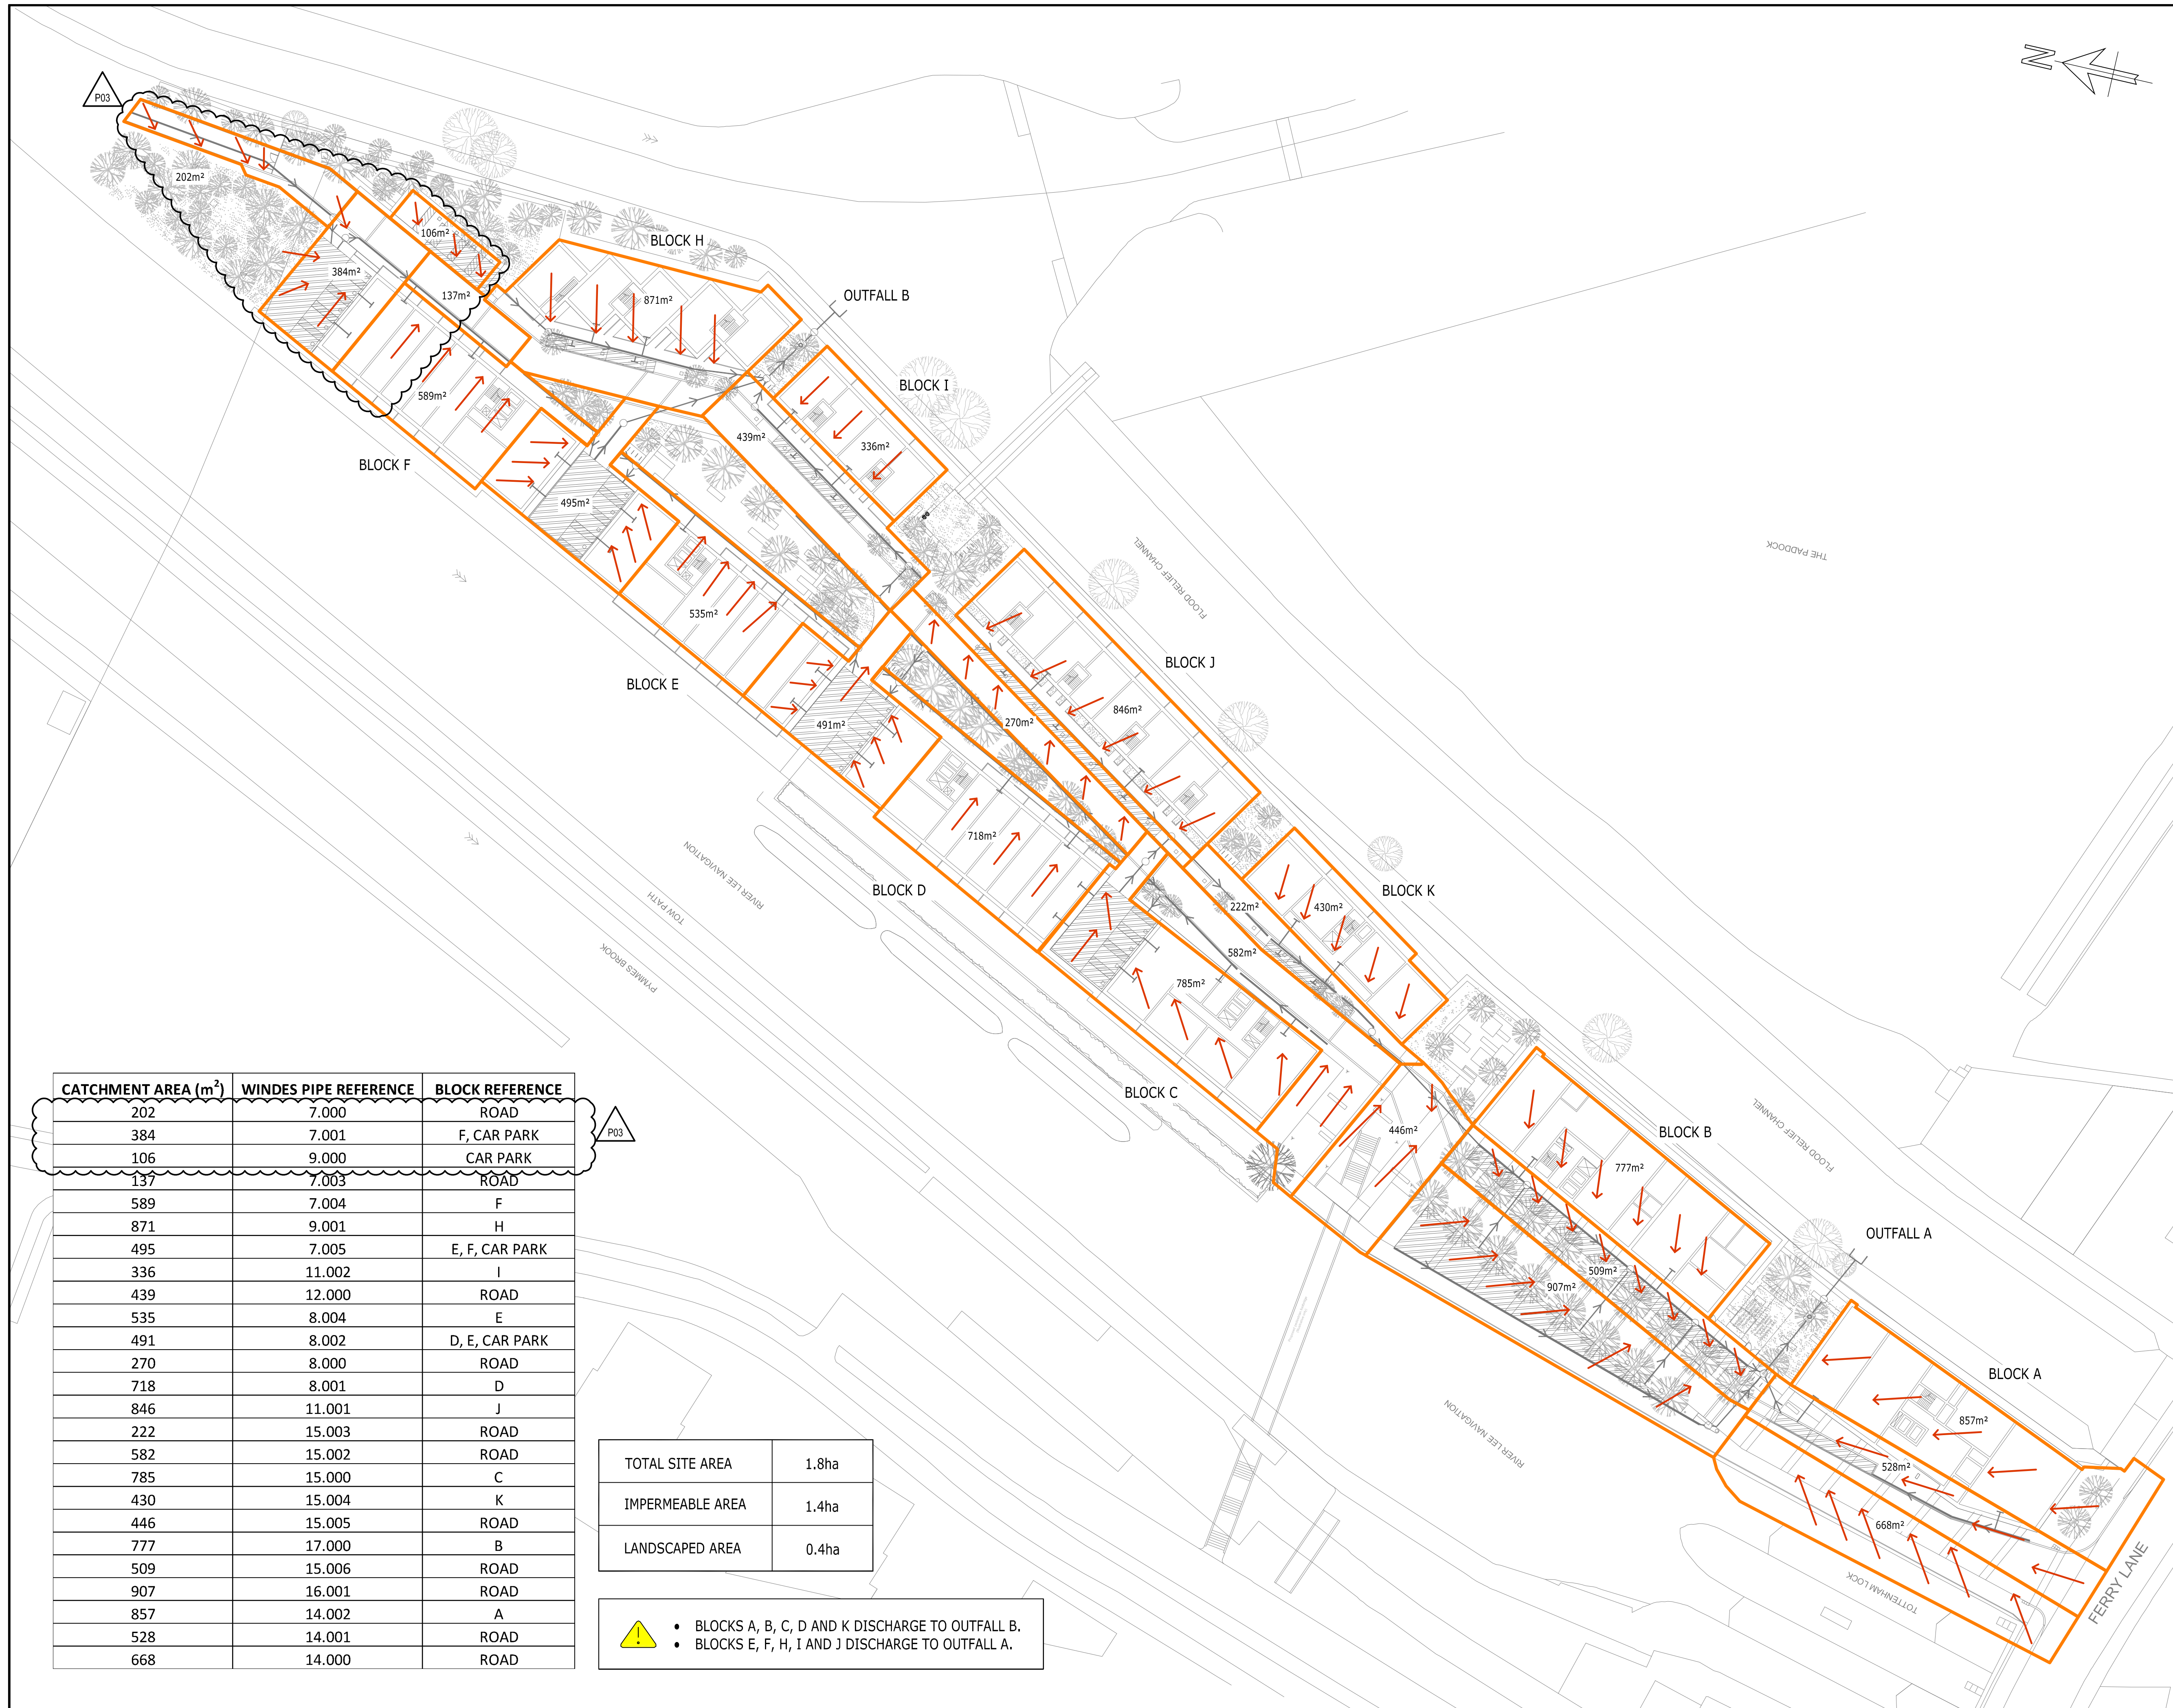 N
P03
202m²
106m²
384m²
137m²
BLOCK H
871m²
OUTFALL B
589m²
BLOCK F
439m²
BLOCK I
336m²
495m²
THE PADDOCK
FLOOD RELIEF CHANNEL
535m²
BLOCK E
BLOCK J
846m²
491m²
270m²
718m²
RIVER LEE NAVIGATION
TOW PATH
PYMMES BROOK
BLOCK D
BLOCK K
430m²
222m²
582m²
785m²
BLOCK C
446m²
BLOCK B
777m²
FLOOD RELIEF CHANNEL
OUTFALL A
509m²
907m²
BLOCK A
857m²
528m²
668m²
RIVER LEE NAVIGATION
TOTTENHAM LOCK
FERRY LANE
CATCHMENT AREA (m²) WINDES PIPE REFERENCE BLOCK REFERENCE
202 7.000 ROAD
384 7.001 F, CAR PARK
106 9.000 CAR PARK
137 7.003 ROAD
589 7.004 F
871 9.001 H
495 7.005 E, F, CAR PARK
336 11.002 I
439 12.000 ROAD
535 8.004 E
491 8.002 D, E, CAR PARK
270 8.000 ROAD
718 8.001 D
846 11.001 J
222 15.003 ROAD
582 15.002 ROAD
785 15.000 C
430 15.004 K
446 15.005 ROAD
777 17.000 B
509 15.006 ROAD
907 16.001 ROAD
857 14.002 A
528 14.001 ROAD
668 14.000 ROAD
P03
TOTAL SITE AREA 1.8ha
IMPERMEABLE AREA 1.4ha
LANDSCAPED AREA 0.4ha
• BLOCKS A, B, C, D AND K DISCHARGE TO OUTFALL B.
• BLOCKS E, F, H, I AND J DISCHARGE TO OUTFALL A.